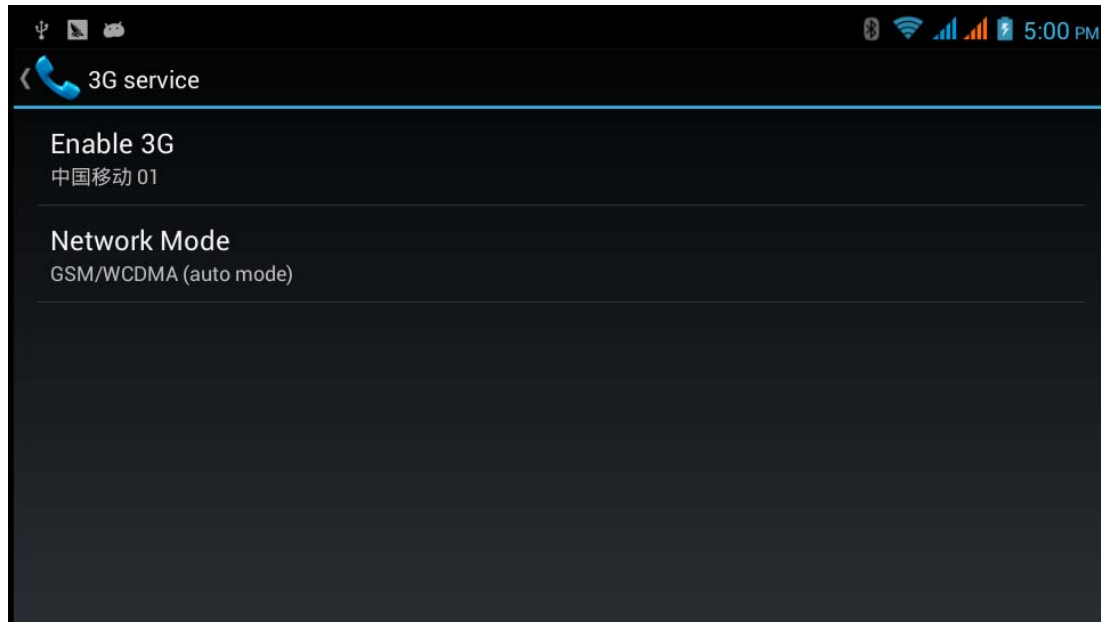 5:00 PM
3G service
Enable 3G
中国移动 01
Network Mode
GSM/WCDMA (auto mode)